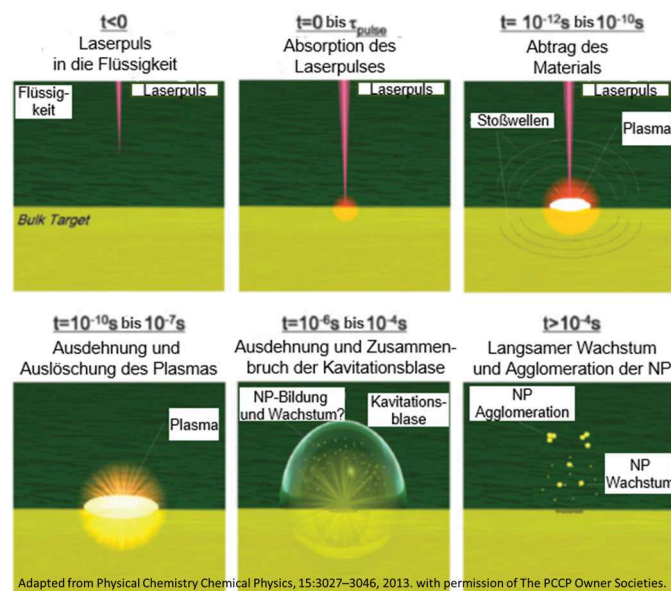 t<0
Laserpuls
in die Flüssigkeit
Flüssig-
keit
Laserpuls
Bulk Target
t=0 bis τpulse
Absorption des
Laserpulses
Laserpuls
t= 10-12s bis 10-10s
Abtrag des
Materials
Laserpuls
Stoßwellen
Plasma
t=10-10s bis 10-7s
Ausdehnung und
Auslöschung des Plasmas
Plasma
t=10-6s bis 10-4s
Ausdehnung und Zusammen-
bruch der Kavitationsblase
NP-Bildung
und Wachstum?
Kavitations-
blase
t>10-4s
Langsamer Wachstum
und Agglomeration der NP
NP
Agglomeration
NP
Wachstum
Adapted from Physical Chemistry Chemical Physics, 15:3027–3046, 2013. with permission of The PCCP Owner Societies.